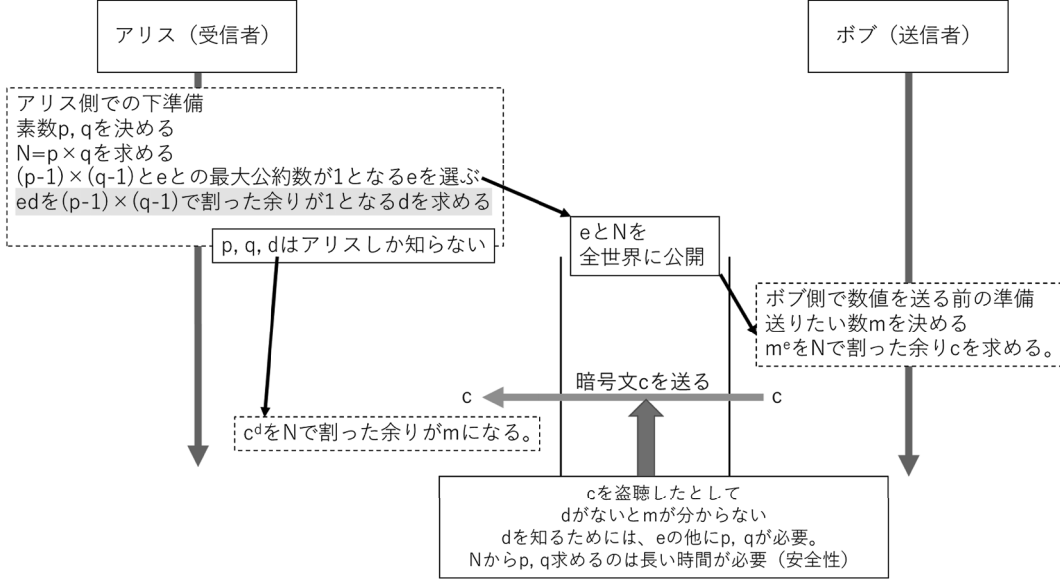 アリス（受信者）
ボブ（送信者）
アリス側での下準備
素数p, qを決める
N=p×qを求める
(p-1)×(q-1)とeとの最大公約数が1となるeを選ぶ
edを(p-1)×(q-1)で割った余りが1となるdを求める
p, q, dはアリスしか知らない
eとNを
全世界に公開
ボブ側で数値を送る前の準備
送りたい数mを決める
mᵉをNで割った余りcを求める。
暗号文cを送る
c
c
cᵈをNで割った余りがmになる。
cを盗聴したとして
dがないとmが分からない
dを知るためには、eの他にp, qが必要。
Nからp, q求めるのは長い時間が必要（安全性）